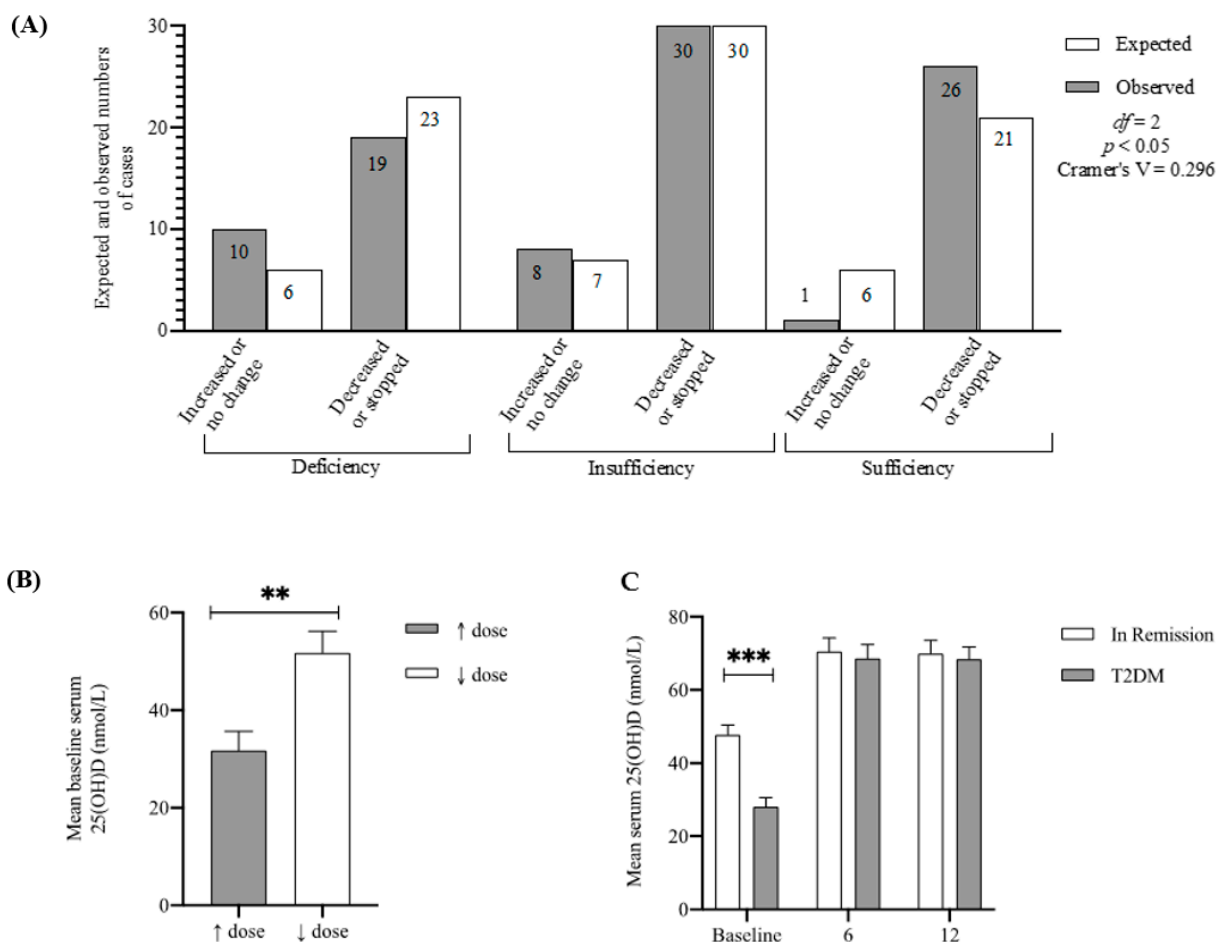 (A)
Expected and observed numbers
of cases
30
20
10
0
10
6
19
23
8
7
30
30
1
6
26
21
Expected
Observed
df = 2
p < 0.05
Cramer's V = 0.296
Increased or
no change
Decreased
or stopped
Increased or
no change
Decreased
or stopped
Increased or
no change
Decreased
or stopped
Deficiency
Insufficiency
Sufficiency
(B)
Mean baseline serum
25(OH)D (nmol/L)
60
40
20
0
**
↑ dose
↓ dose
↑ dose
↓ dose
C
Mean serum 25(OH)D (nmol/L)
80
60
40
20
0
***
In Remission
T2DM
Baseline
6
12